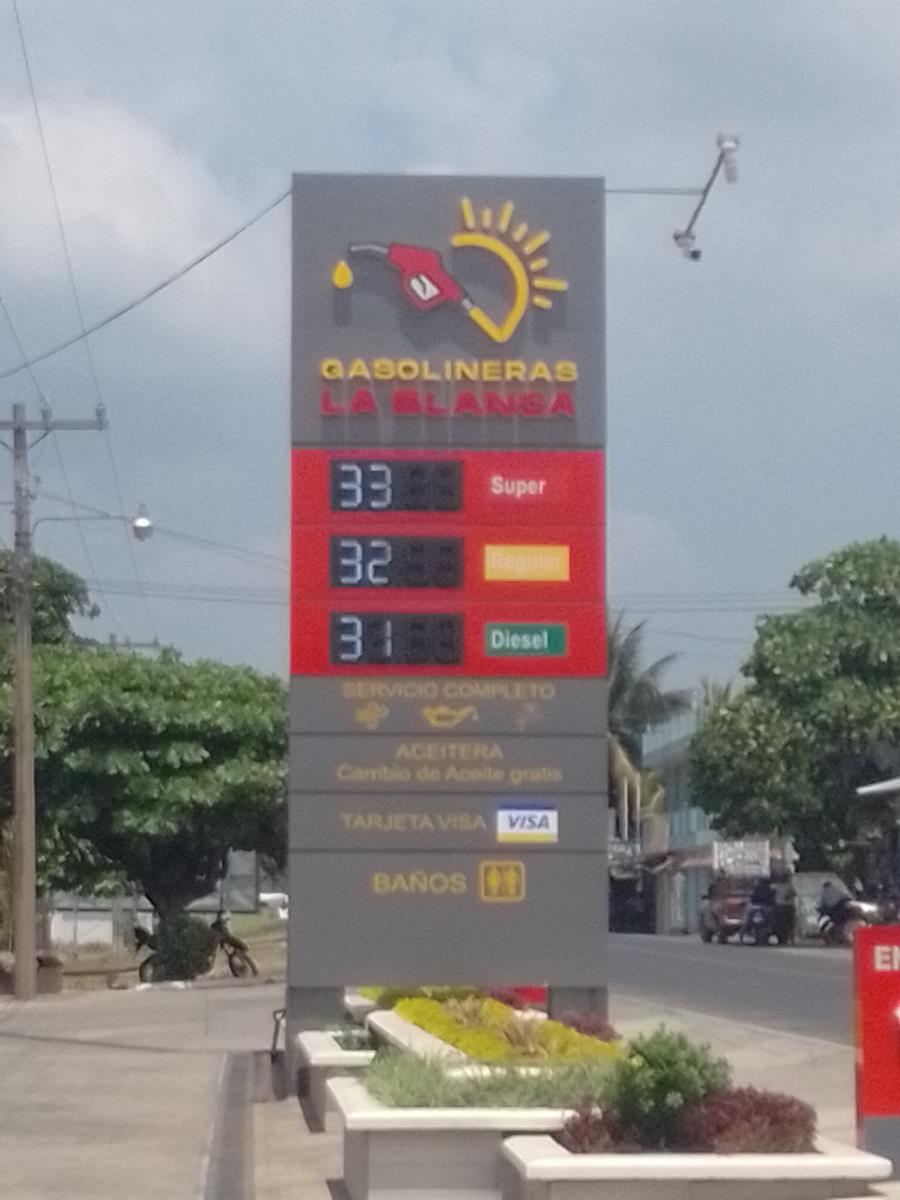 GASOLINERAS
LA BLANCA
33 Super
32 Regular
31 Diesel
SERVICIO COMPLETO
ACEITERA
Cambio de Aceite gratis
TARJETA VISA VISA
BAÑOS
EN